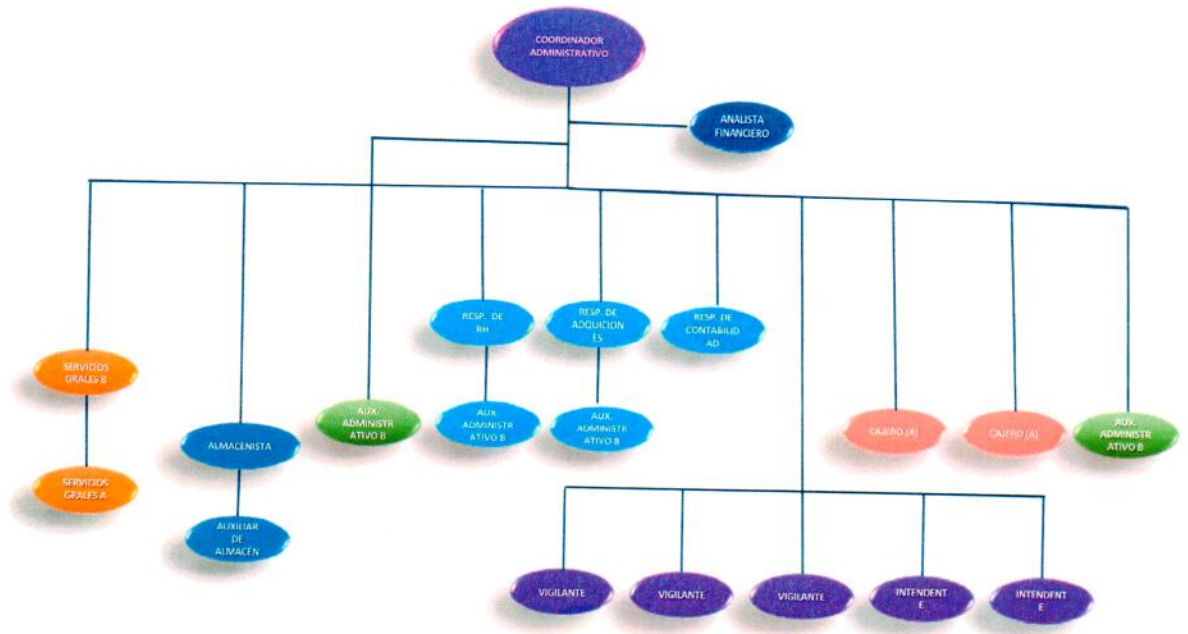 COORDINADOR
ADMINISTRATIVO
ANALISTA
FINANCIERO
RESP. DE
RH
RESP. DE
ADQUICION
ES
RESP. DE
CONTABILID
AD
SERVICIOS
GRALES B
AUX.
ADMINISTR
ATIVO B
AUX.
ADMINISTR
ATIVO B
AUX.
ADMINISTR
ATIVO B
ALMACENISTA
CAJERO (A)
CAJERO (A)
AUX.
ADMINISTR
ATIVO B
SERVICIOS
GRALES A
AUXILIAR
DE
ALMACÉN
VIGILANTE
VIGILANTE
VIGILANTE
INTENDENT
E
INTENDENT
E